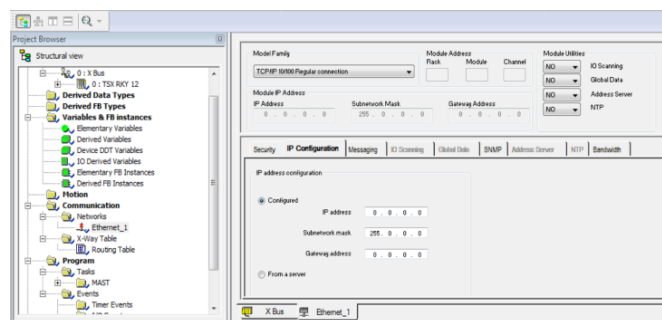 Project Browser
Structural view
0 : X Bus
0 : TSX RKY 12
Derived Data Types
Derived FB Types
Variables & FB instances
Elementary Variables
Derived Variables
Device DDT Variables
IO Derived Variables
Elementary FB Instances
Derived FB Instances
Motion
Communication
Networks
Ethernet_1
X-Way Table
Routing Table
Program
Tasks
MAST
Events
Timer Events
Model Family
TCP/IP 10/100 Regular connection
Module Address
Rack Module Channel
Module Utilities
NO IO Scanning
NO Global Data
NO Address Server
NO NTP
Module IP Address
IP Address Subnetwork Mask Gateway Address
0 . 0 . 0 . 0 255 . 0 . 0 . 0 0 . 0 . 0 . 0
Security IP Configuration Messaging IO Scanning Global Data SNMP Address Server NTP Bandwidth
IP address configuration
Configured
IP address 0 . 0 . 0 . 0
Subnetwork mask 255 . 0 . 0 . 0
Gateway address 0 . 0 . 0 . 0
From a server
X Bus Ethernet_1